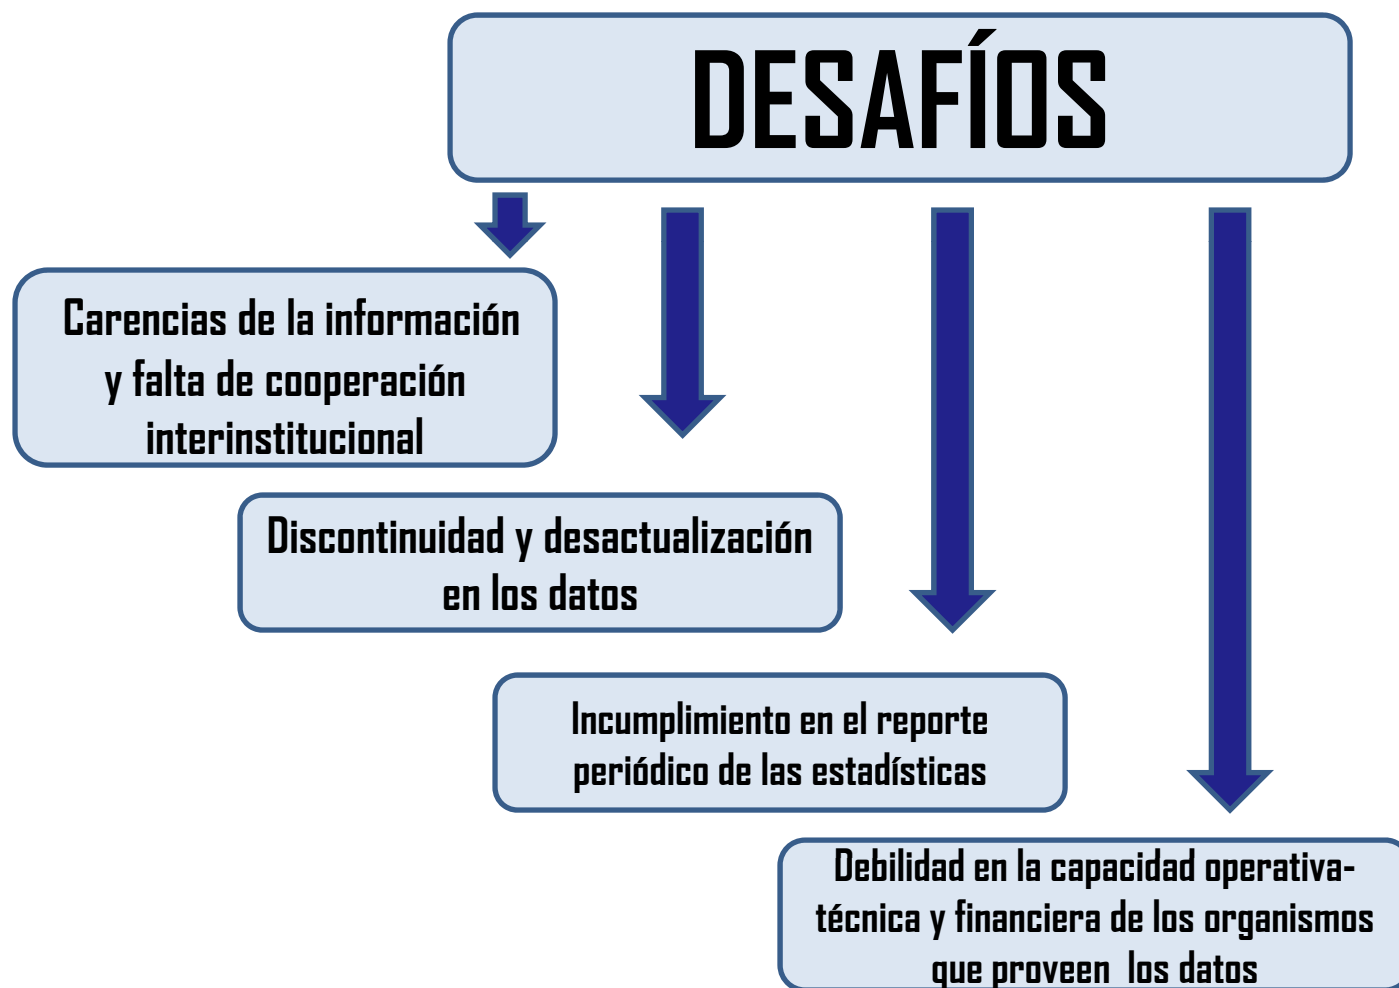 DESAFÍOS
Carencias de la información
y falta de cooperación
interinstitucional
Discontinuidad y desactualización
en los datos
Incumplimiento en el reporte
periódico de las estadísticas
Debilidad en la capacidad operativa-
técnica y financiera de los organismos
que proveen los datos